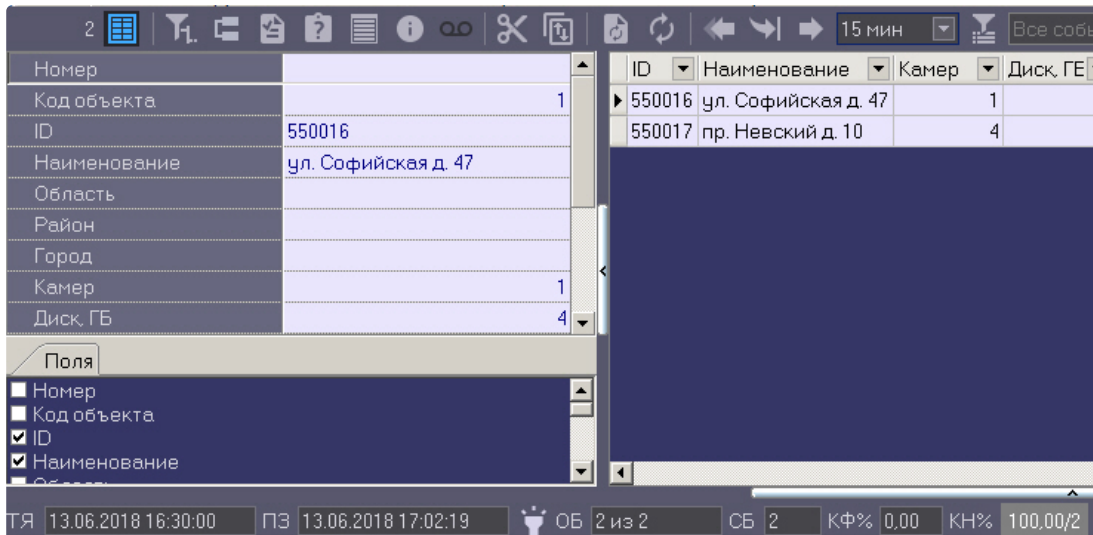 2 15 мин Все собы
Номер
Код объекта 1
ID 550016
Наименование ул. Софийская д. 47
Область
Район
Город
Камер 1
Диск, ГБ 4
ID Наименование Камер Диск, ГЕ
550016 ул. Софийская д. 47 1
550017 пр. Невский д. 10 4
Поля
Номер
Код объекта
ID
Наименование
ТЯ 13.06.2018 16:30:00 ПЗ 13.06.2018 17:02:19 ОБ 2 из 2 СБ 2 КФ% 0,00 КН% 100,00/2